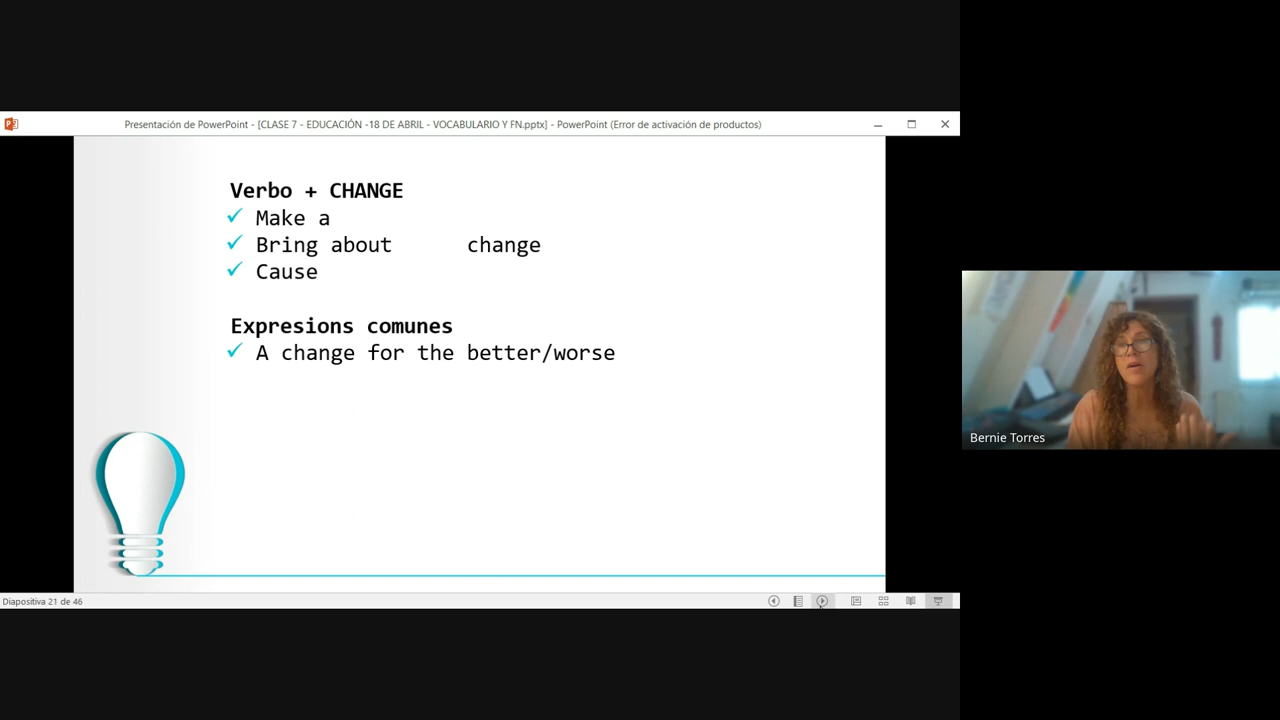 Presentación de PowerPoint - [CLASE 7 - EDUCACIÓN -18 DE ABRIL - VOCABULARIO Y FN.pptx] - PowerPoint (Error de activación de productos)
Verbo + CHANGE
✓ Make a
✓ Bring about change
✓ Cause
Expresions comunes
✓ A change for the better/worse
Bernie Torres
Diapositiva 21 de 46